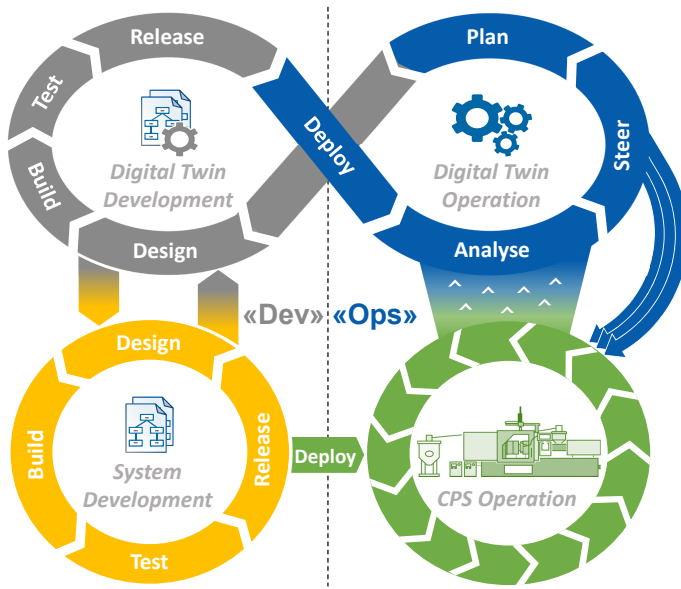 Release
Plan
Test
Deploy
Steer
Build
Digital Twin
Development
Digital Twin
Operation
Design
Analyse
«Dev»
«Ops»
Design
Build
Release
System
Development
Deploy
CPS Operation
Test